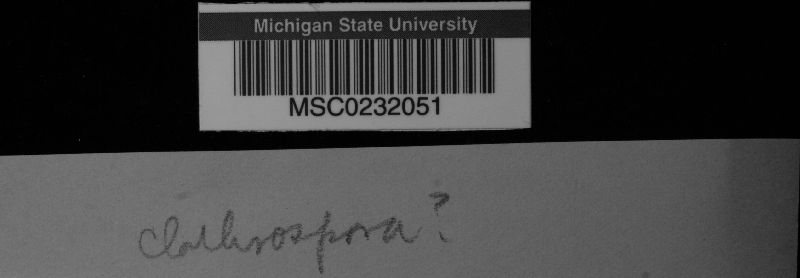 Michigan State University
MSC0232051
Clathrospora?